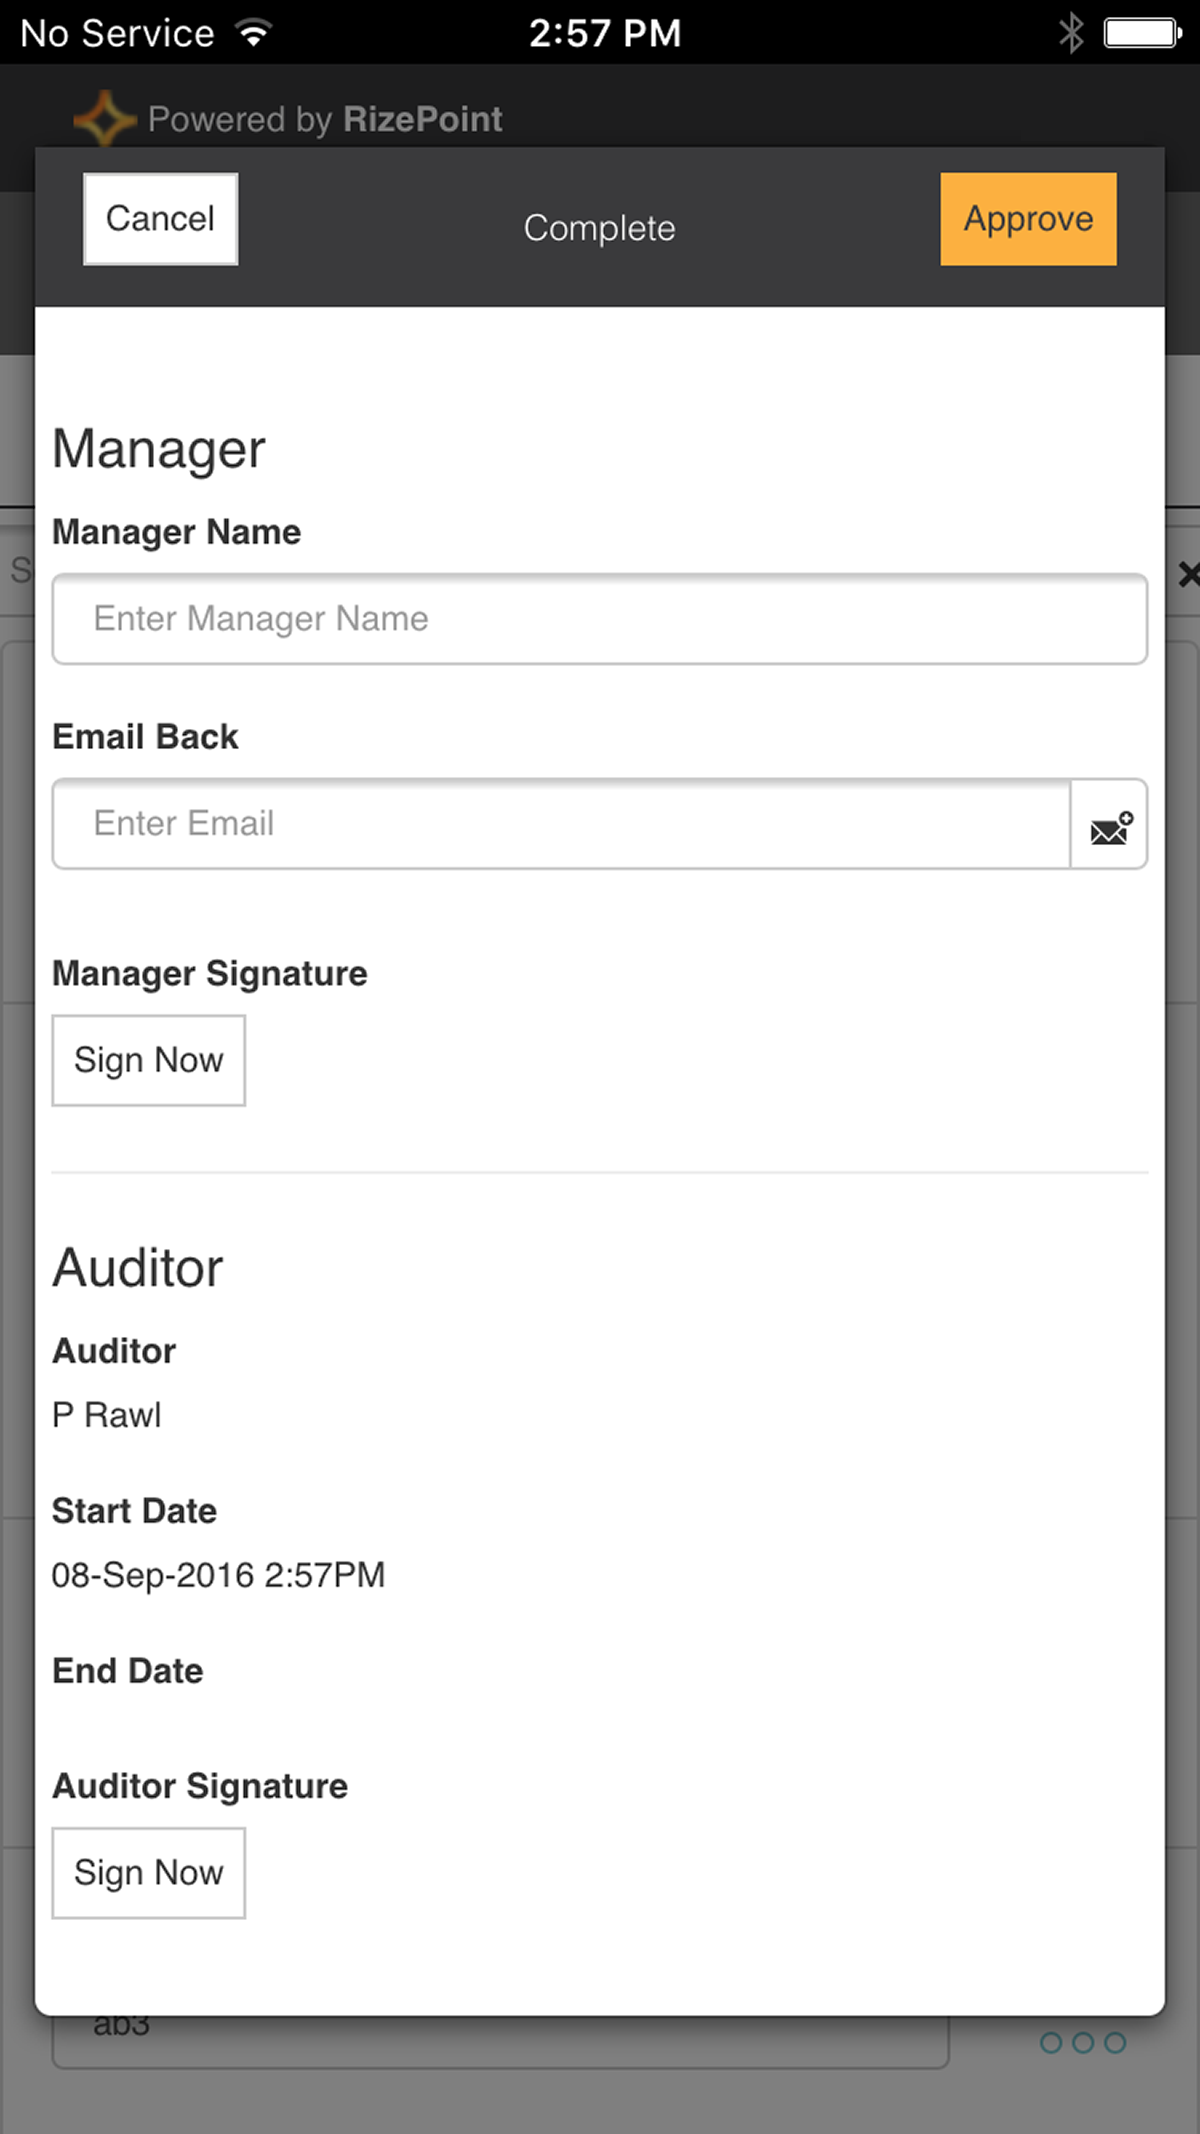 No Service 2:57 PM
Powered by RizePoint
Cancel Complete Approve
Manager
Manager Name
Enter Manager Name
Email Back
Enter Email
Manager Signature
Sign Now
Auditor
Auditor
P Rawl
Start Date
08-Sep-2016 2:57PM
End Date
Auditor Signature
Sign Now
ab3